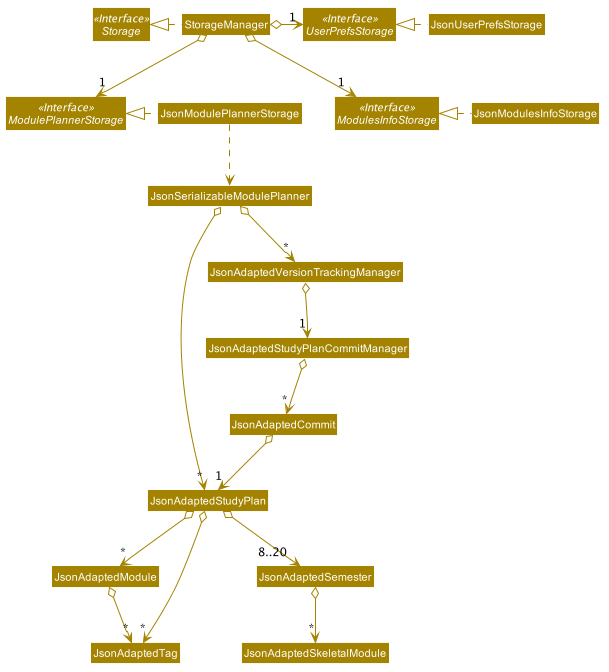 «Interface»
Storage
StorageManager
1
«Interface»
UserPrefsStorage
JsonUserPrefsStorage
1
1
«Interface»
ModulePlannerStorage
JsonModulePlannerStorage
«Interface»
ModulesInfoStorage
JsonModulesInfoStorage
JsonSerializableModulePlanner
*
JsonAdaptedVersionTrackingManager
1
JsonAdaptedStudyPlanCommitManager
*
JsonAdaptedCommit
*
1
JsonAdaptedStudyPlan
*
8..20
JsonAdaptedModule
JsonAdaptedSemester
*
*
*
JsonAdaptedTag
JsonAdaptedSkeletalModule